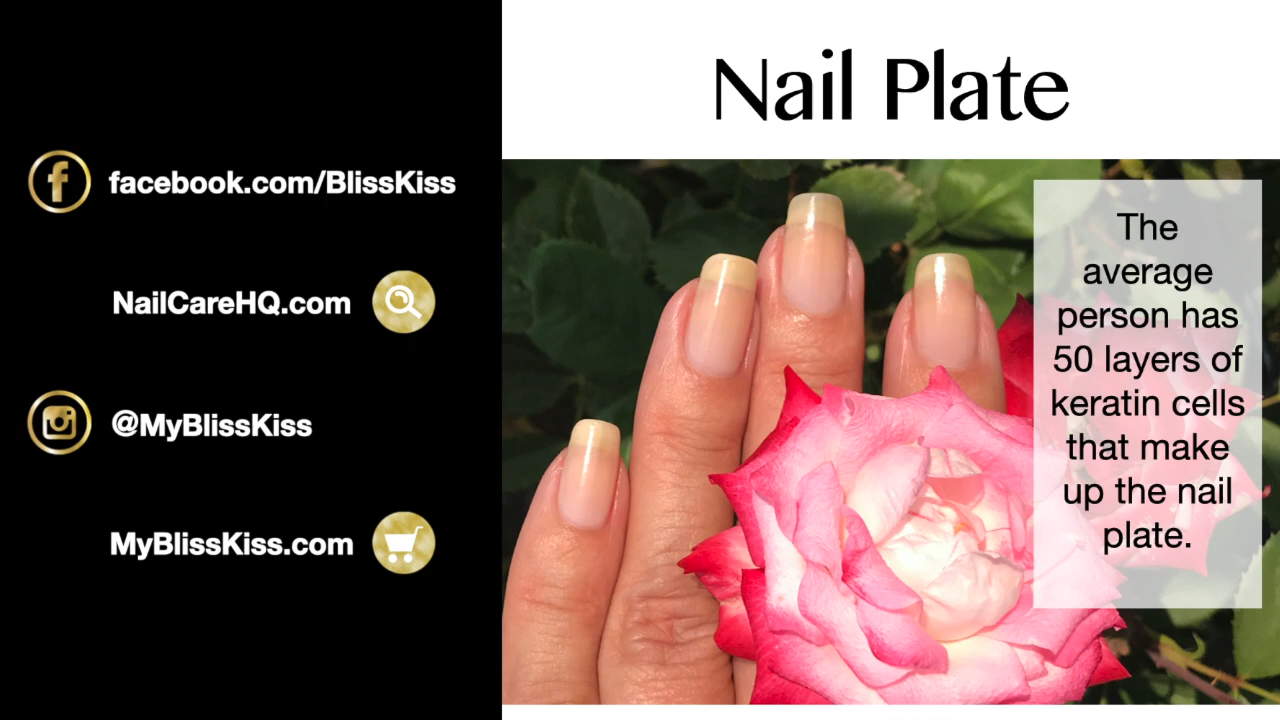 facebook.com/BlissKiss
NailCareHQ.com
@MyBlissKiss
MyBlissKiss.com
Nail Plate
The
average
person has
50 layers of
keratin cells
that make
up the nail
plate.